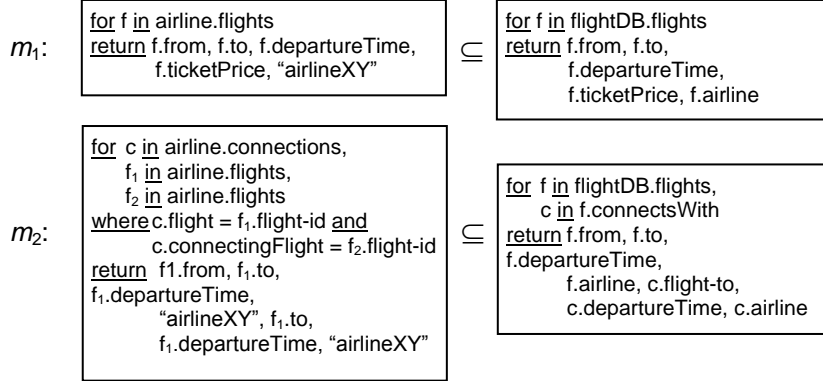 m1:
for f in airline.flights
return f.from, f.to, f.departureTime,
f.ticketPrice, “airlineXY”
⊆
for f in flightDB.flights
return f.from, f.to,
f.departureTime,
f.ticketPrice, f.airline
m2:
for c in airline.connections,
f1 in airline.flights,
f2 in airline.flights
where c.flight = f1.flight-id and
c.connectingFlight = f2.flight-id
return f1.from, f1.to,
f1.departureTime,
“airlineXY”, f1.to,
f1.departureTime, “airlineXY”
⊆
for f in flightDB.flights,
c in f.connectsWith
return f.from, f.to,
f.departureTime,
f.airline, c.flight-to,
c.departureTime, c.airline